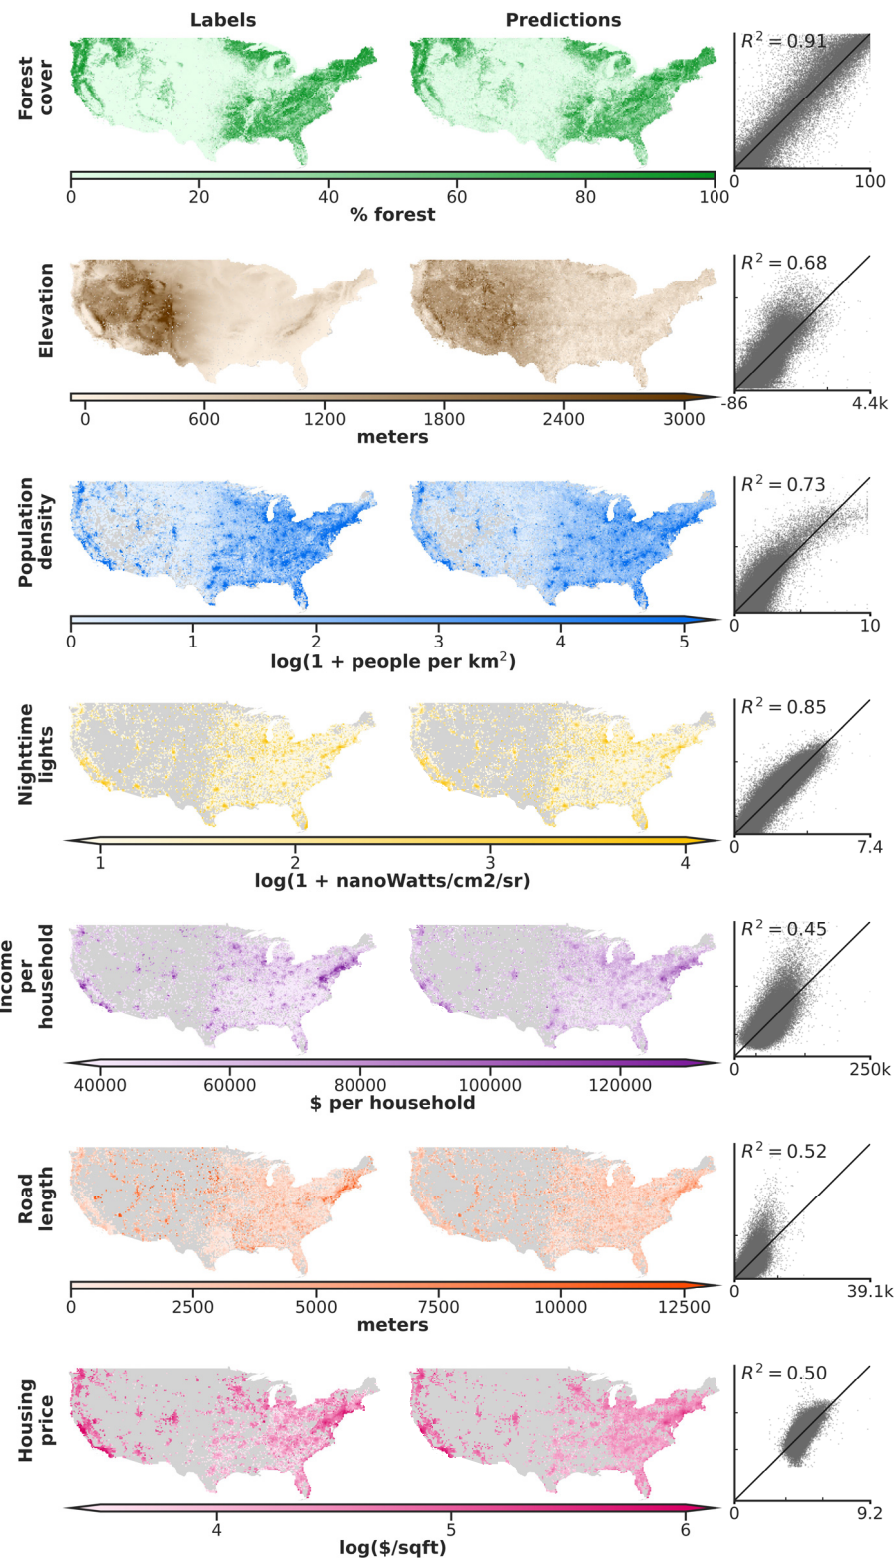 Labels
Predictions
Forest
cover
R² = 0.91
0
100
0 20 40 60 80 100
% forest
Elevation
R² = 0.68
-86
4.4k
0 600 1200 1800 2400 3000
meters
Population
density
R² = 0.73
0
10
0 1 2 3 4 5
log(1 + people per km²)
Nighttime
lights
R² = 0.85
0
7.4
1 2 3 4
log(1 + nanoWatts/cm2/sr)
Income
per
household
R² = 0.45
0
250k
40000 60000 80000 100000 120000
$ per household
Road
length
R² = 0.52
0
39.1k
0 2500 5000 7500 10000 12500
meters
Housing
price
R² = 0.50
0
9.2
4 5 6
log($/sqft)